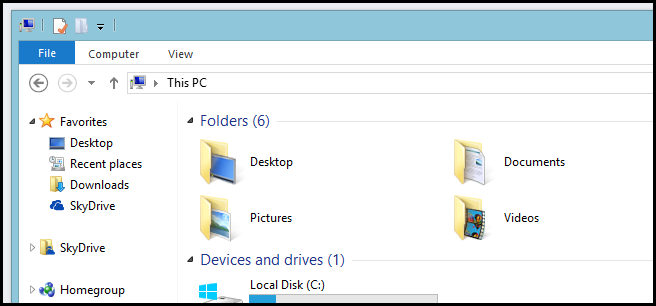 File Computer View
This PC
Favorites
Desktop
Recent places
Downloads
SkyDrive
SkyDrive
Homegroup
Folders (6)
Desktop Documents
Pictures Videos
Devices and drives (1)
Local Disk (C:)